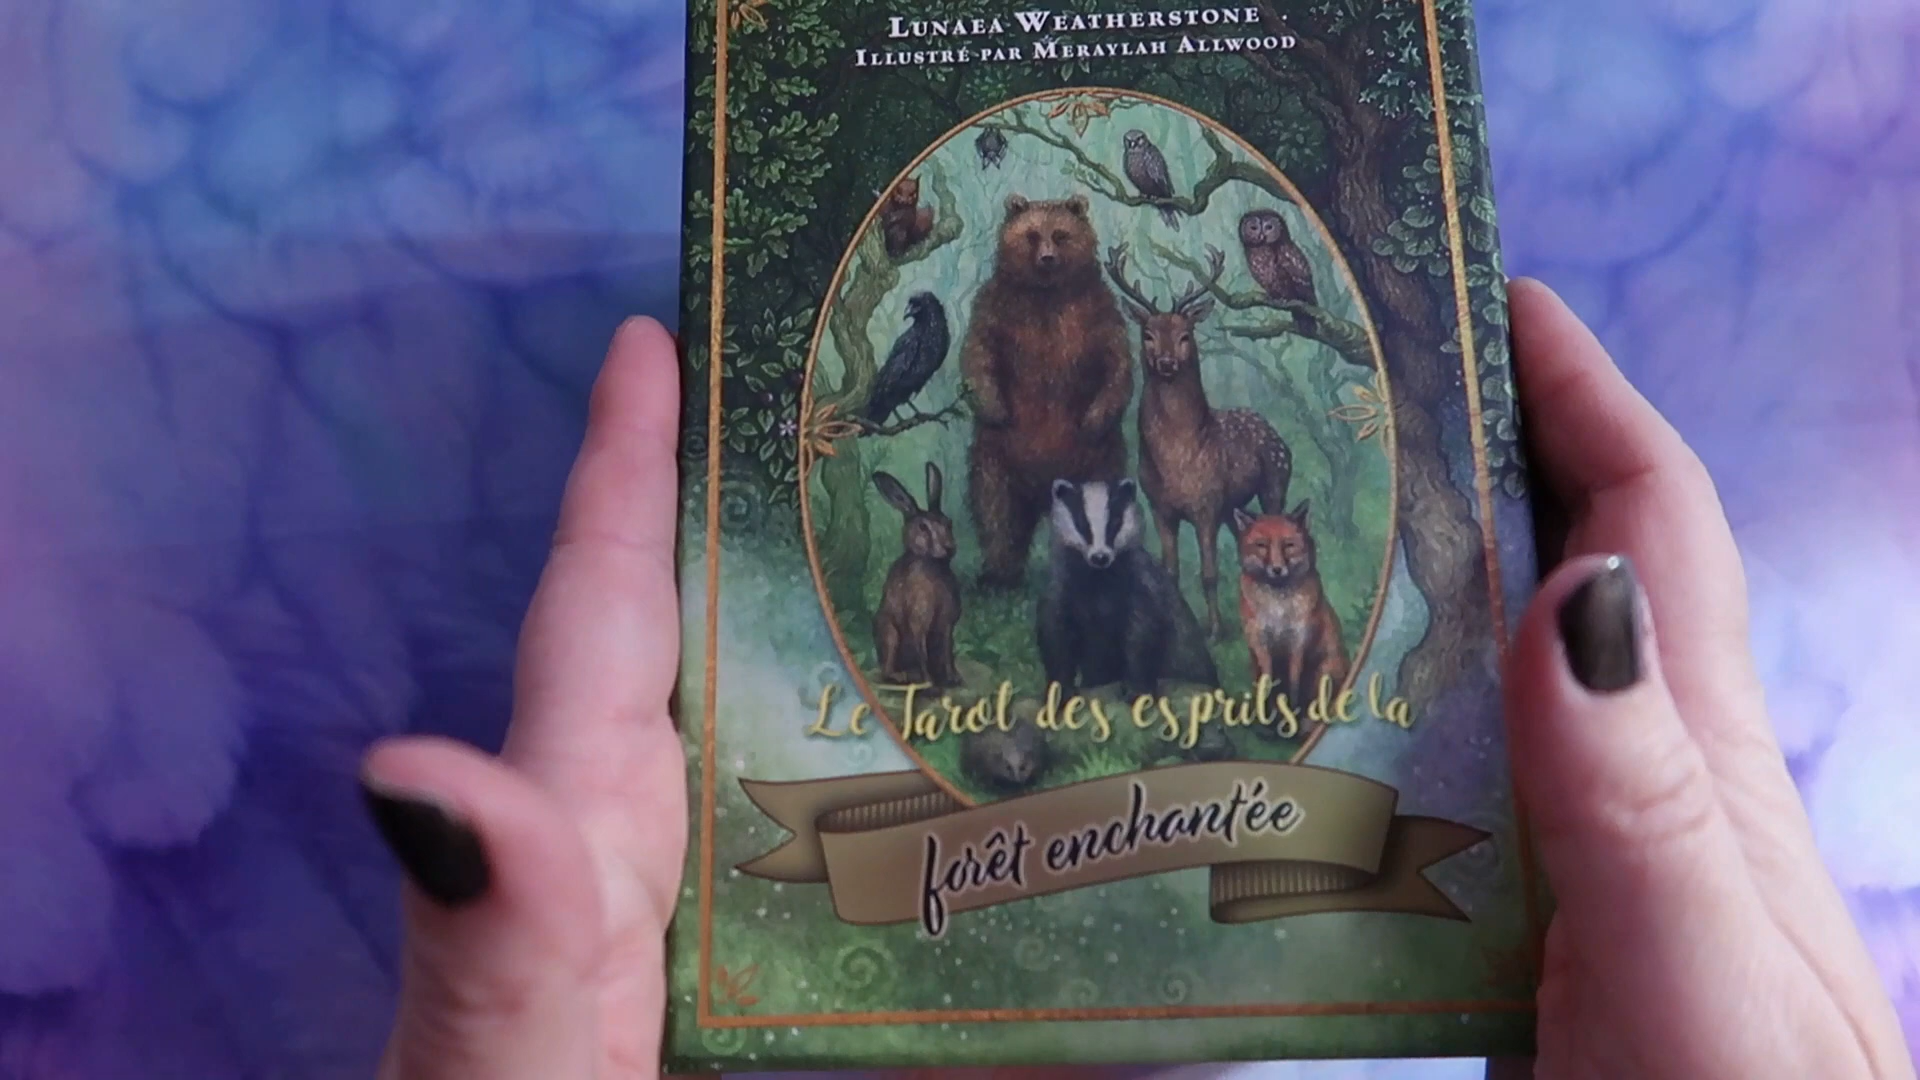 LUNAEA WEATHERSTONE
ILLUSTRÉ PAR MERAYLAH ALLWOOD
Le Tarot des esprits de la
forêt enchantée